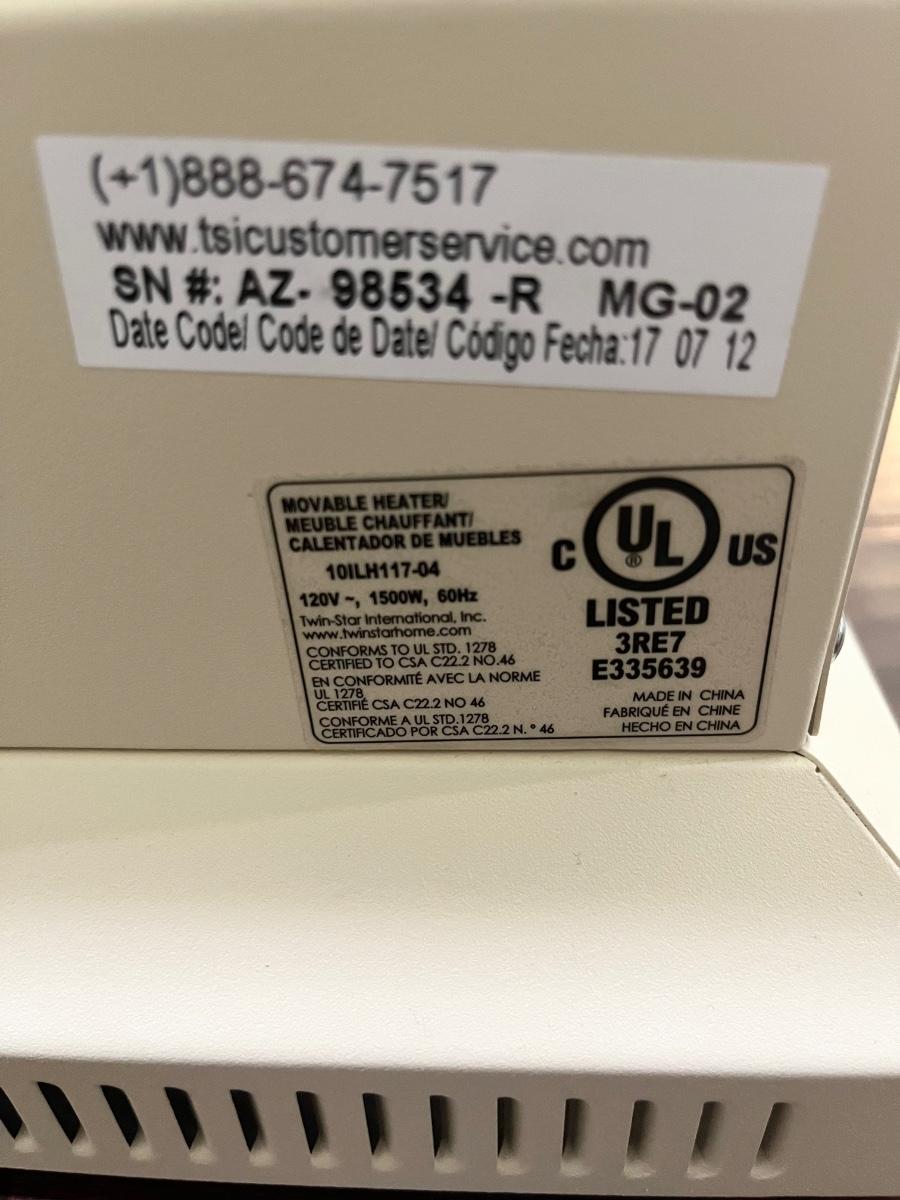 (+1)888-674-7517
www.tsicustomerservice.com
SN #: AZ- 98534 -R MG-02
Date Code/ Code de Date/ Código Fecha:17 07 12
MOVABLE HEATER/
MEUBLE CHAUFFANT/
CALENTADOR DE MUEBLES
10ILH117-04
120V ~, 1500W, 60Hz
Twin-Star International, Inc.
www.twinstarhome.com
CONFORMS TO UL STD. 1278
CERTIFIED TO CSA C22.2 NO.46
EN CONFORMITÉ AVEC LA NORME
UL 1278
CERTIFIÉ CSA C22.2 NO 46
CONFORME A UL STD.1278
CERTIFICADO POR CSA C22.2 N.º 46
C UL® US
LISTED
3RE7
E335639
MADE IN CHINA
FABRIQUÉ EN CHINE
HECHO EN CHINA